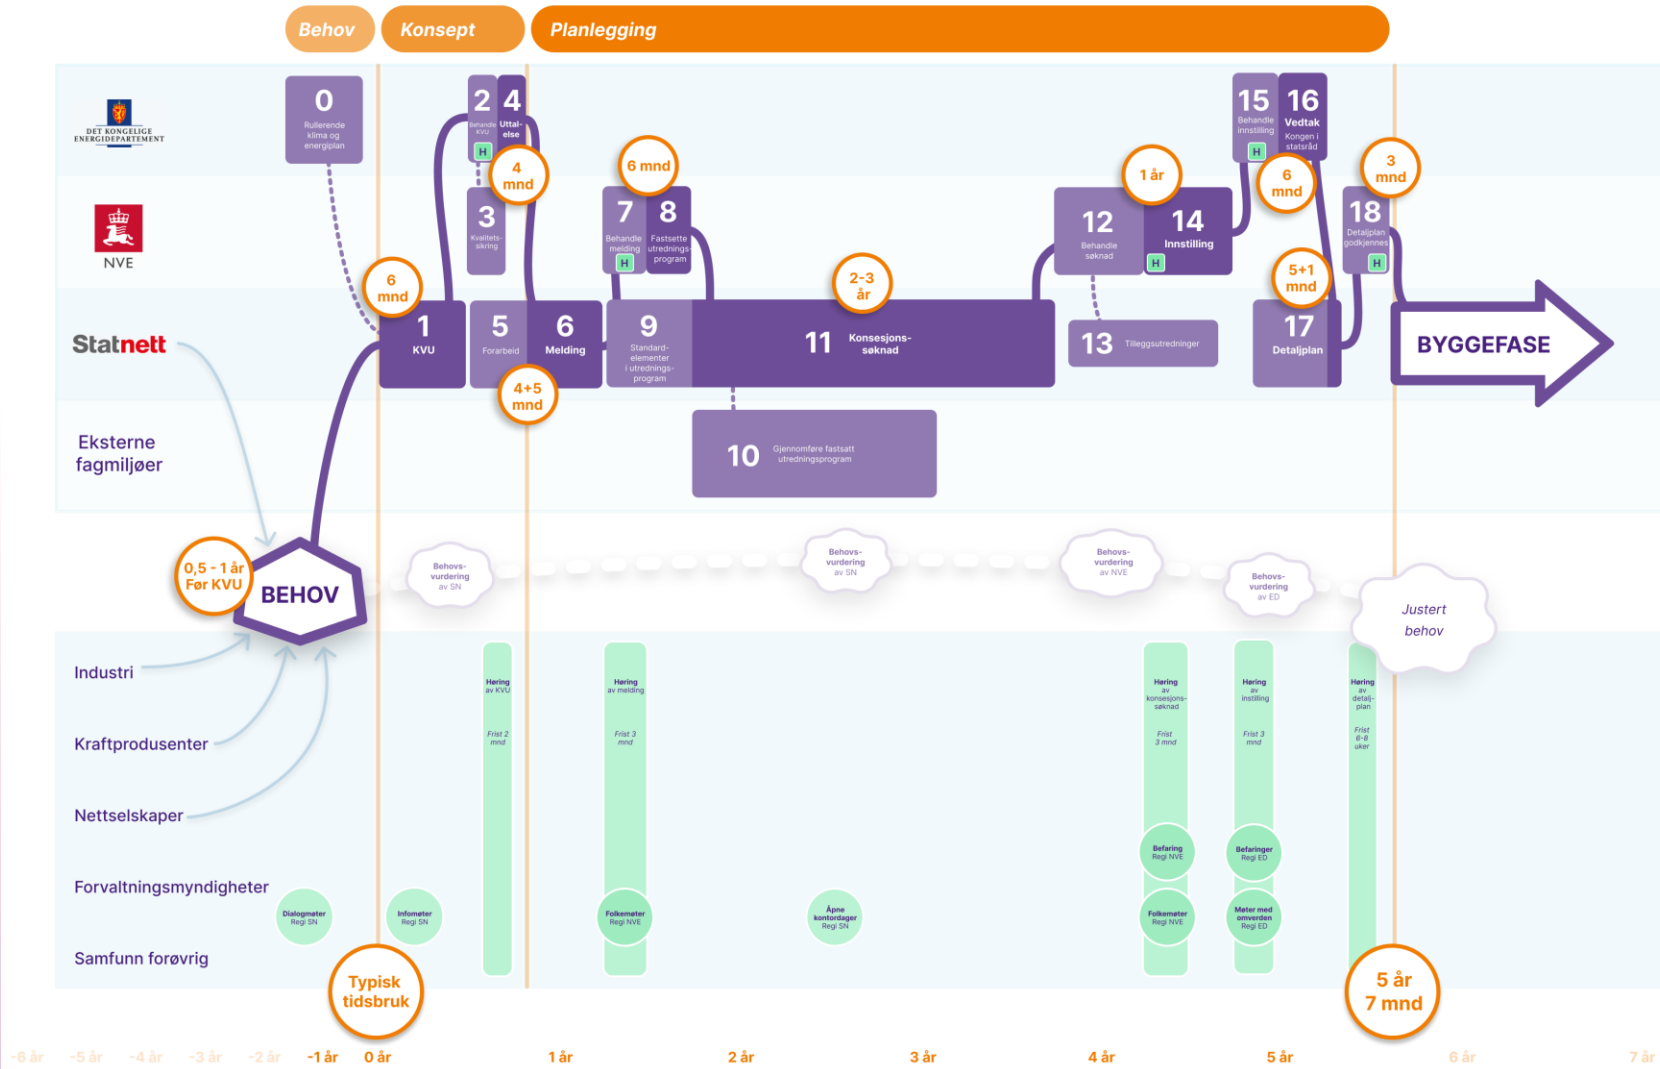 Behov
Konsept
Planlegging
DET KONGELIGE
ENERGIDEPARTEMENT
0
Rullerende
klima og
energiplan
2
Behandle
KVU
H
4
Uttal-
else
4
mnd
6 mnd
1 år
15
Behandle
innstilling
H
16
Vedtak
Kongen i
statsråd
6
mnd
3
mnd
NVE
3
Kvalitets-
sikring
7
Behandle
melding
H
8
Fastsette
utrednings-
program
12
Behandle
søknad
14
Innstilling
H
18
Detaljplan
godkjennes
H
6
mnd
2-3
år
5+1
mnd
Statnett
1
KVU
5
Forarbeid
6
Melding
9
Standard-
elementer
i utrednings-
program
11
Konsesjons-
søknad
13
Tilleggsutredninger
17
Detaljplan
BYGGEFASE
4+5
mnd
Eksterne
fagmiljøer
10
Gjennomføre fastsatt
utredningsprogram
0,5 - 1 år
Før KVU
BEHOV
Behovs-
vurdering
av SN
Behovs-
vurdering
av SN
Behovs-
vurdering
av NVE
Behovs-
vurdering
av ED
Justert
behov
Industri
Kraftprodusenter
Nettselskaper
Forvaltningsmyndigheter
Samfunn forøvrig
Høring
av KVU
Frist 2
mnd
Høring
av melding
Frist 3
mnd
Høring
av
konsesjons-
søknad
Frist
3 mnd
Høring
av
instilling
Frist 3
mnd
Høring
av
detalj-
plan
Frist
6-8
uker
Befaring
Regi NVE
Befaringer
Regi ED
Dialogmøter
Regi SN
Infomøter
Regi SN
Folkemøter
Regi NVE
Åpne
kontordager
Regi SN
Folkemøter
Regi NVE
Møter med
omverden
Regi ED
Typisk
tidsbruk
5 år
7 mnd
-6 år
-5 år
-4 år
-3 år
-2 år
-1 år
0 år
1 år
2 år
3 år
4 år
5 år
6 år
7 år